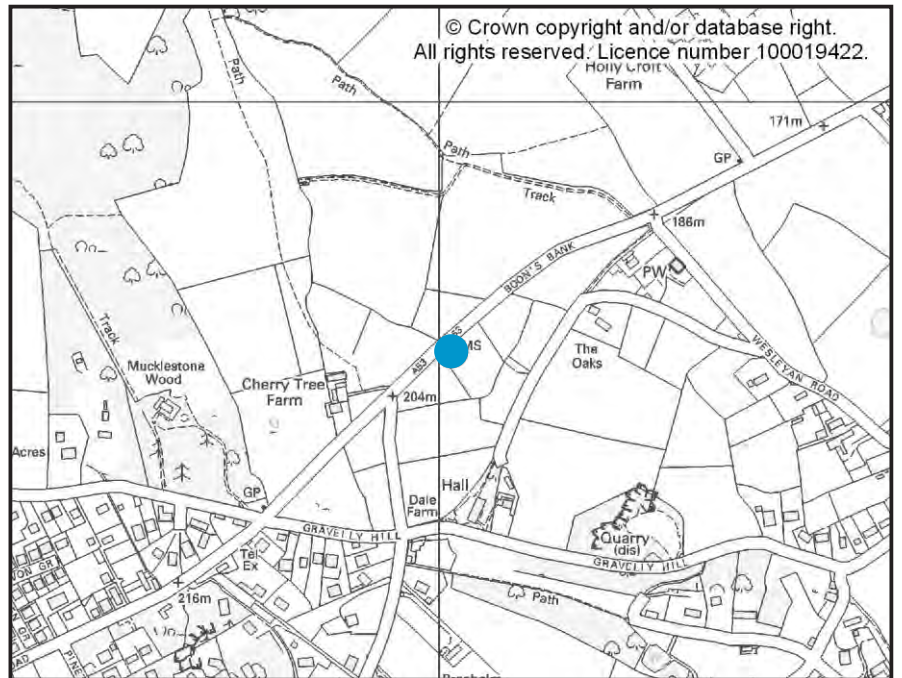 © Crown copyright and/or database right.
All rights reserved. Licence number 100019422.
Path
Path
Holly Croft
Farm
171m
GP
Path
Track
186m
BOON'S BANK
PW
A53
MS
The
Oaks
WESLEYAN ROAD
Track
Mucklestone
Wood
Cherry Tree
Farm
204m
Acres
GP
Hall
Dale
Farm
GRAVELLY HILL
Quarry
(dis)
GRAVELLY HILL
Tel
Ex
Path
216m